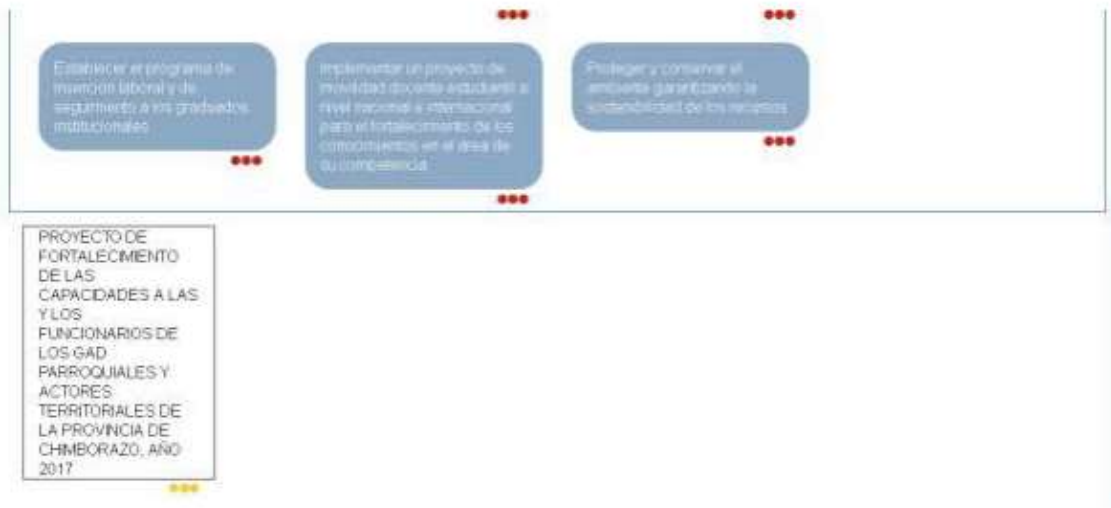 Establecer el programa de
inserción laboral y de
seguimiento a los graduados
institucionales
Implementar un proyecto de
movilidad docente estudiantil a
nivel nacional e internacional
para el fortalecimiento de los
conocimientos en el área de
su competencia
Proteger y conservar el
ambiente garantizando la
sostenibilidad de los recursos
PROYECTO DE
FORTALECIMIENTO
DE LAS
CAPACIDADES A LAS
Y LOS
FUNCIONARIOS DE
LOS GAD
PARROQUIALES Y
ACTORES
TERRITORIALES DE
LA PROVINCIA DE
CHIMBORAZO, AÑO
2017